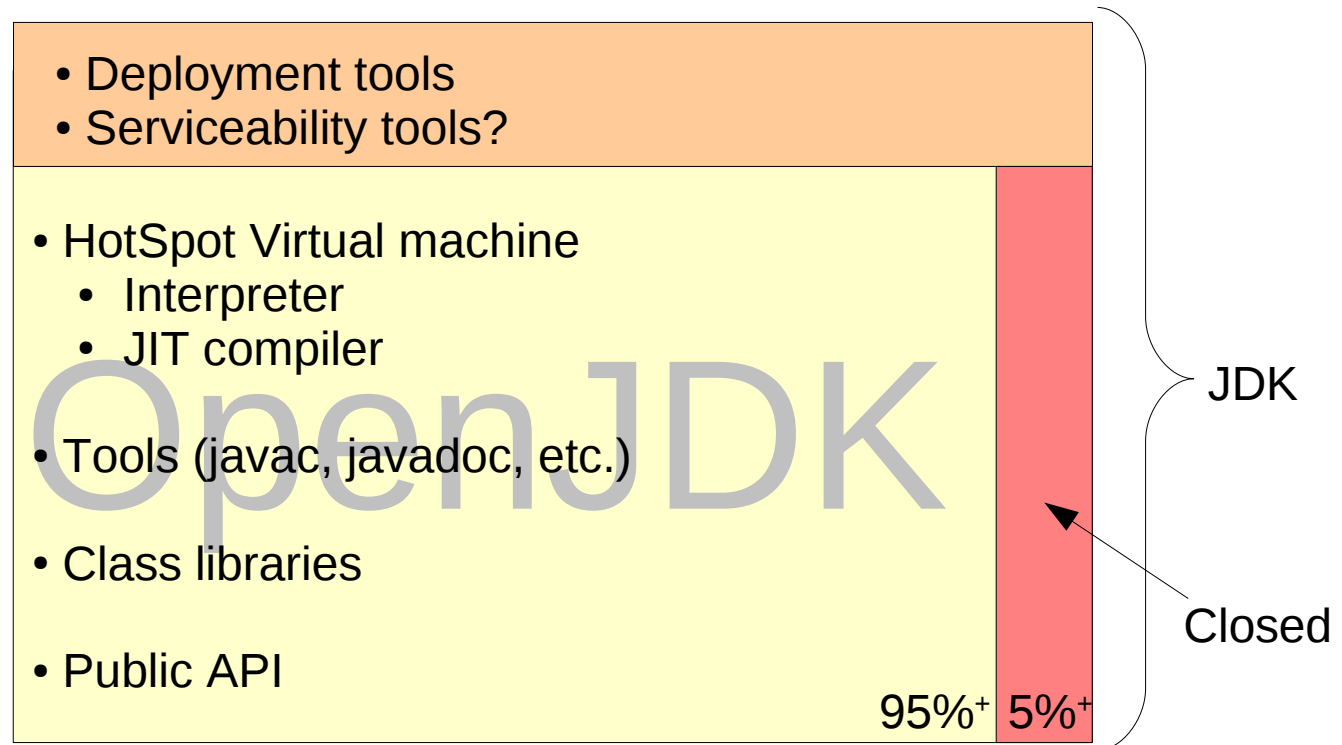 • Deployment tools
• Serviceability tools?
• HotSpot Virtual machine
• Interpreter
• JIT compiler
OpenJDK
• Tools (javac, javadoc, etc.)
• Class libraries
• Public API
95%⁺ 5%⁺
JDK
Closed